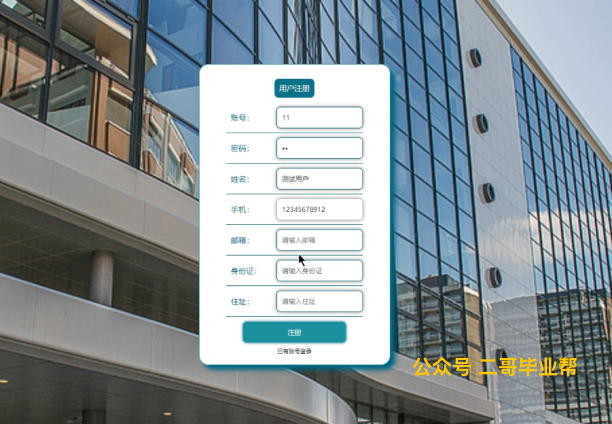 用户注册
账号： 11
密码： ••
姓名： 测试用户
手机： 12345678912
邮箱： 请输入邮箱
身份证： 请输入身份证
住址： 请输入住址
注册
已有账号登录
公众号 二哥毕业帮